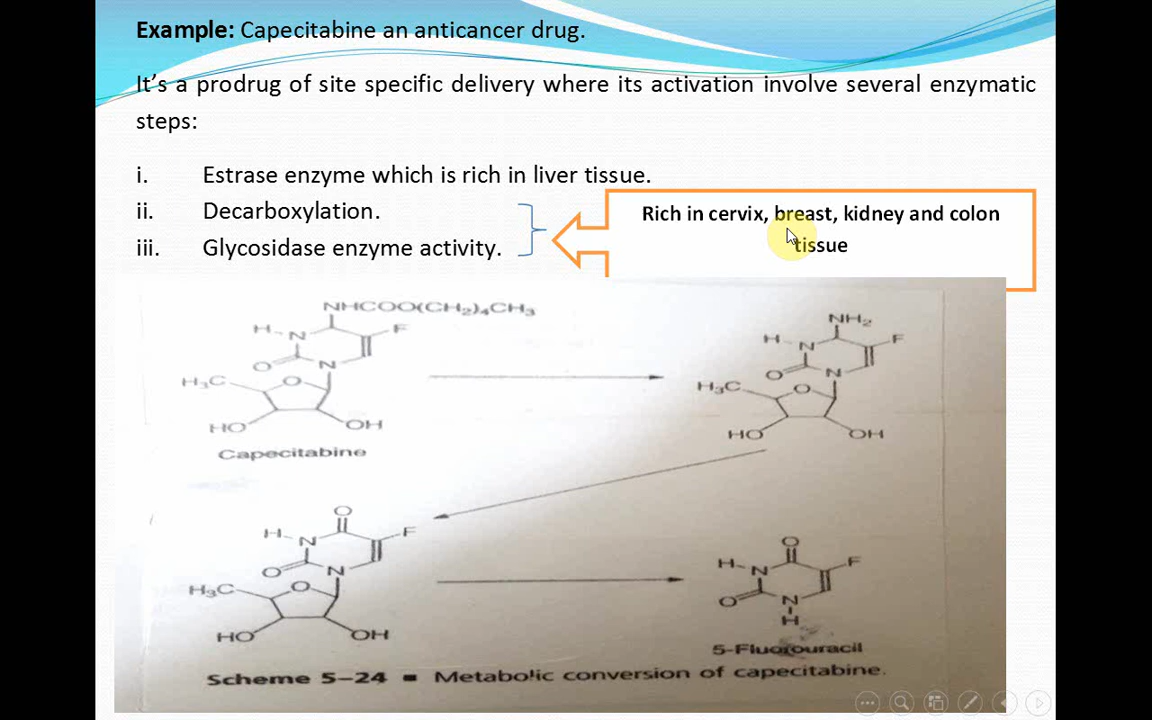 Example: Capecitabine an anticancer drug.
It's a prodrug of site specific delivery where its activation involve several enzymatic
steps:
i. Estrase enzyme which is rich in liver tissue.
ii. Decarboxylation.
iii. Glycosidase enzyme activity.
Rich in cervix, breast, kidney and colon
tissue
NHCOO(CH₂)₄CH₃
H N F
O N
H₃C O
HO OH
Capecitabine
NH₂
H N F
O N
H₃C O
HO OH
O
H N F
O N
H₃C O
HO OH
O
H N F
O N
H
5-Fluorouracil
Scheme 5–24 ■ Metabolic conversion of capecitabine.